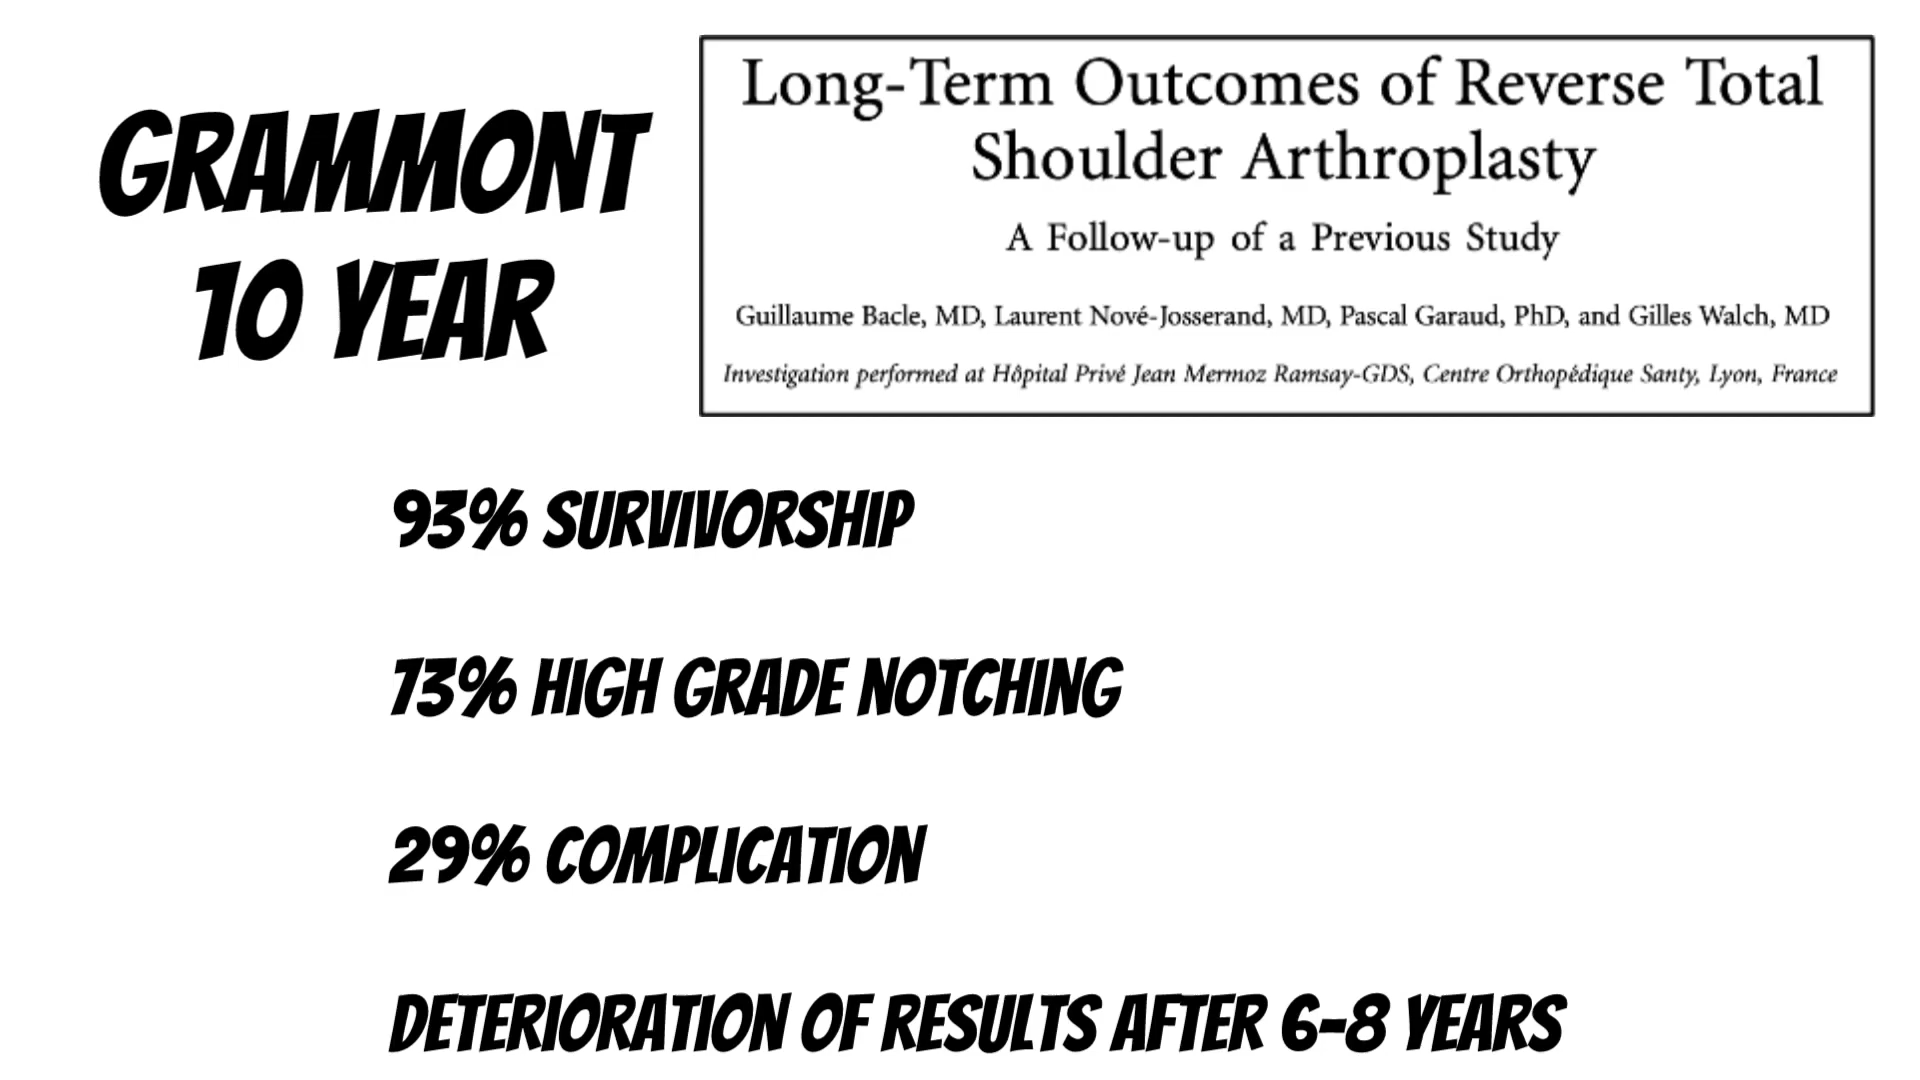 GRAMMONT
10 YEAR
Long-Term Outcomes of Reverse Total
Shoulder Arthroplasty
A Follow-up of a Previous Study
Guillaume Bacle, MD, Laurent Nové-Josserand, MD, Pascal Garaud, PhD, and Gilles Walch, MD
Investigation performed at Hôpital Privé Jean Mermoz Ramsay-GDS, Centre Orthopédique Santy, Lyon, France
93% SURVIVORSHIP
73% HIGH GRADE NOTCHING
29% COMPLICATION
DETERIORATION OF RESULTS AFTER 6-8 YEARS